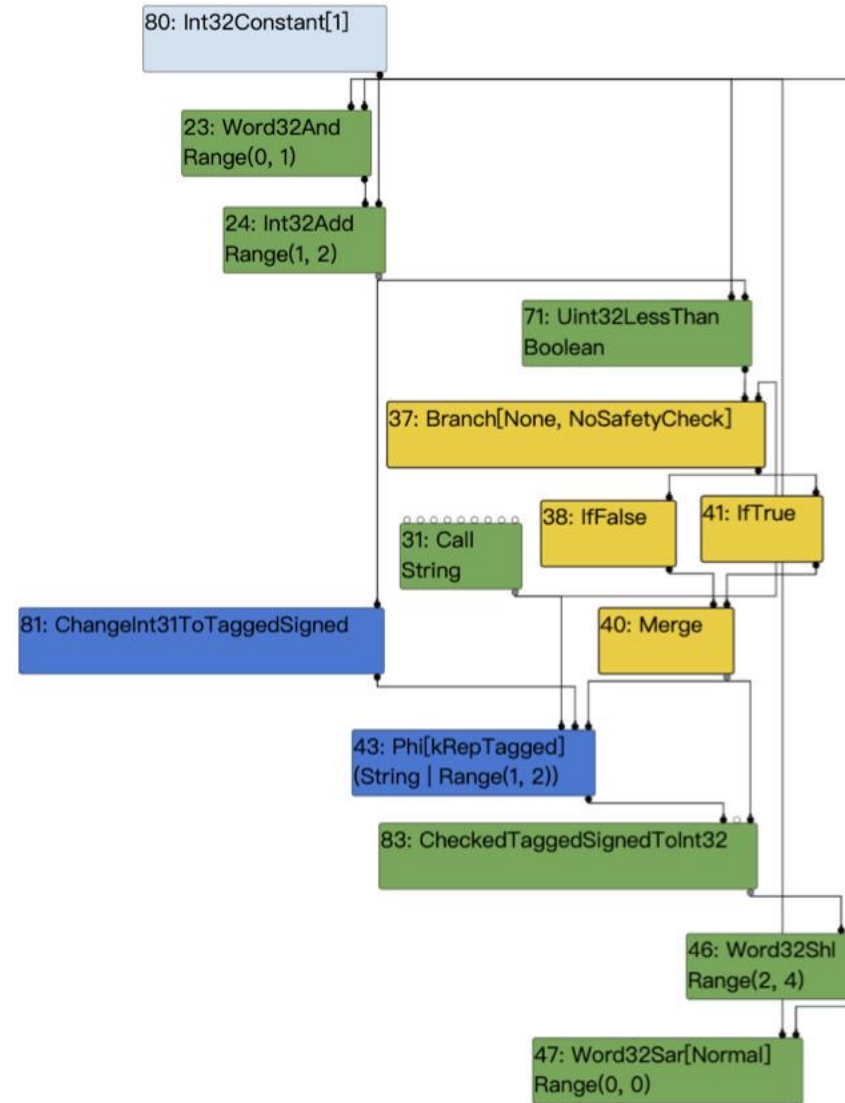 80: Int32Constant[1]
23: Word32And
Range(0, 1)
24: Int32Add
Range(1, 2)
71: Uint32LessThan
Boolean
37: Branch[None, NoSafetyCheck]
38: IfFalse
41: IfTrue
31: Call
String
81: ChangeInt31ToTaggedSigned
40: Merge
43: Phi[kRepTagged]
(String | Range(1, 2))
83: CheckedTaggedSignedToInt32
46: Word32Shl
Range(2, 4)
47: Word32Sar[Normal]
Range(0, 0)